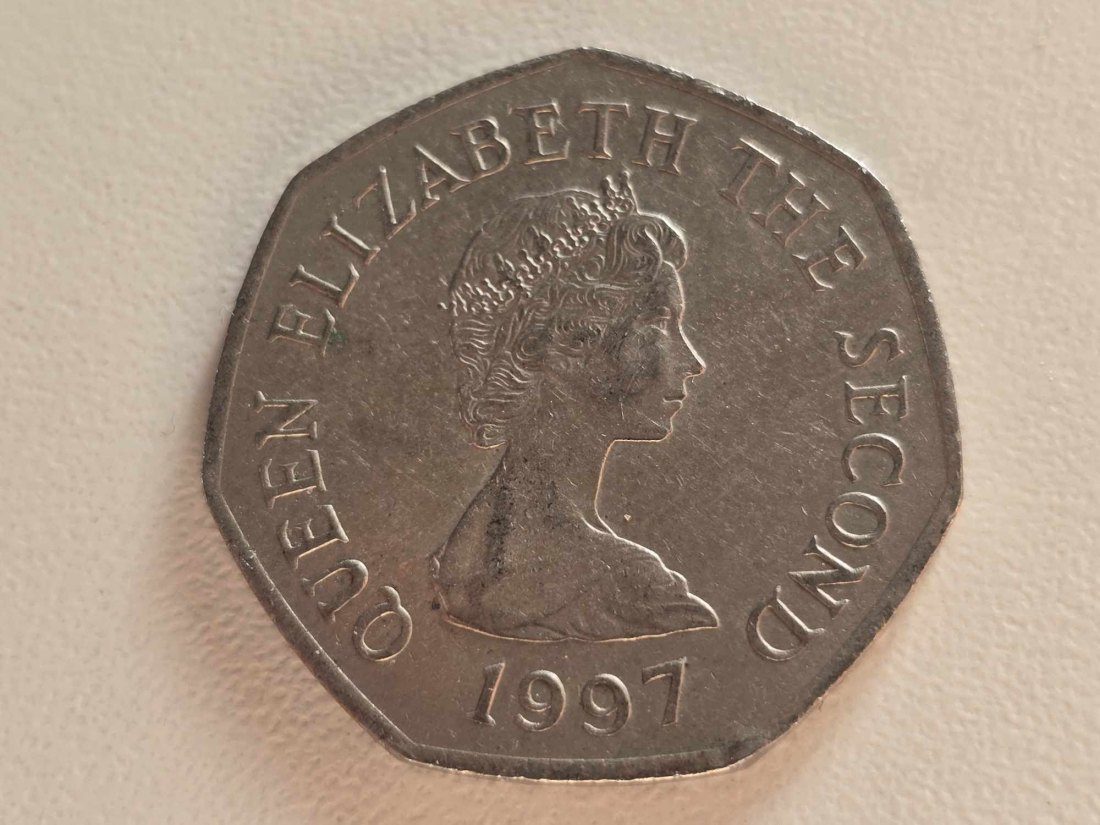 QUEEN ELIZABETH THE SECOND
1997